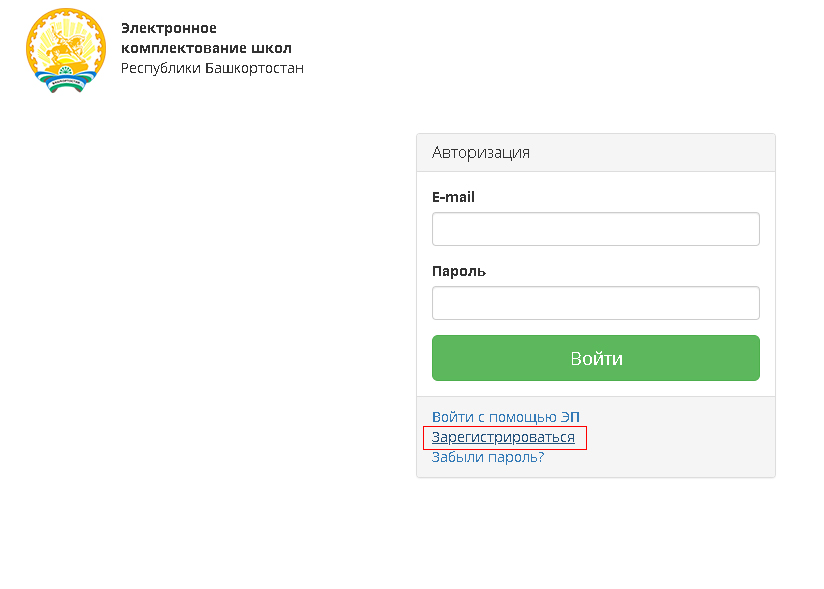 Электронное
комплектование школ
Республики Башкортостан
Авторизация
E-mail
Пароль
Войти
Войти с помощью ЭП
Зарегистрироваться
Забыли пароль?